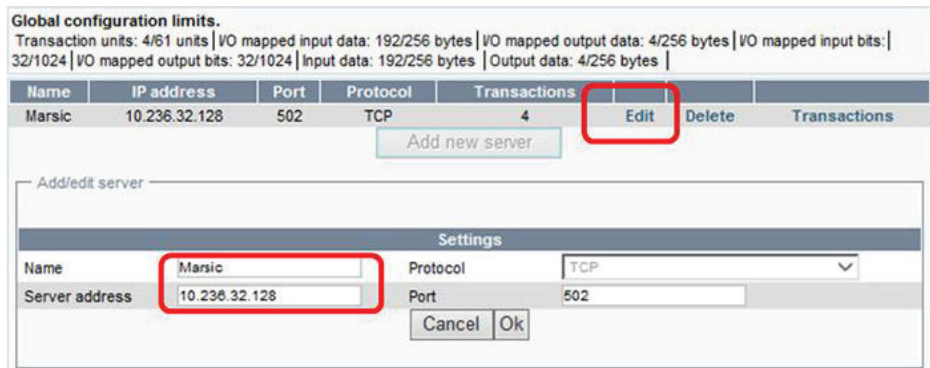 Global configuration limits.
Transaction units: 4/61 units | I/O mapped input data: 192/256 bytes | I/O mapped output data: 4/256 bytes | I/O mapped input bits: |
32/1024 | I/O mapped output bits: 32/1024 | Input data: 192/256 bytes | Output data: 4/256 bytes |
Name IP address Port Protocol Transactions
Marsic 10.236.32.128 502 TCP 4 Edit Delete Transactions
Add new server
Add/edit server
Settings
Name Marsic Protocol TCP
Server address 10.236.32.128 Port 502
Cancel Ok